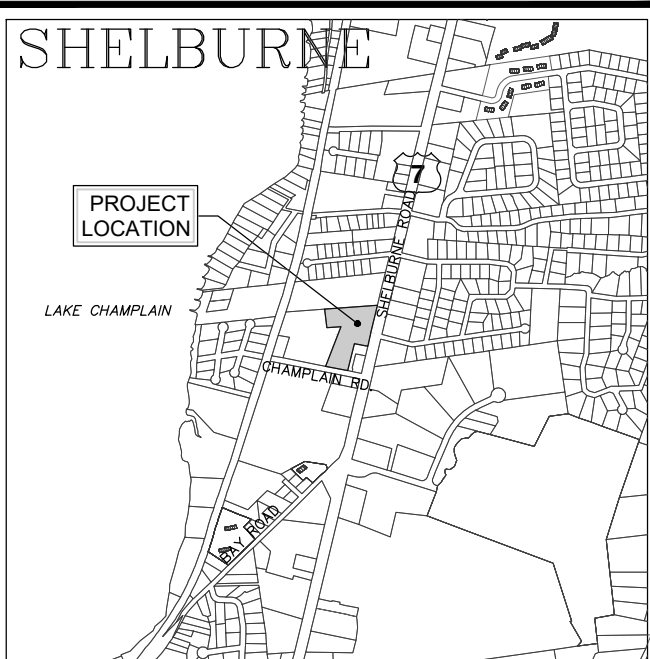 SHELBURNE
7
PROJECT
LOCATION
SHELBURNE ROAD
LAKE CHAMPLAIN
CHAMPLAIN RD.
BAY ROAD